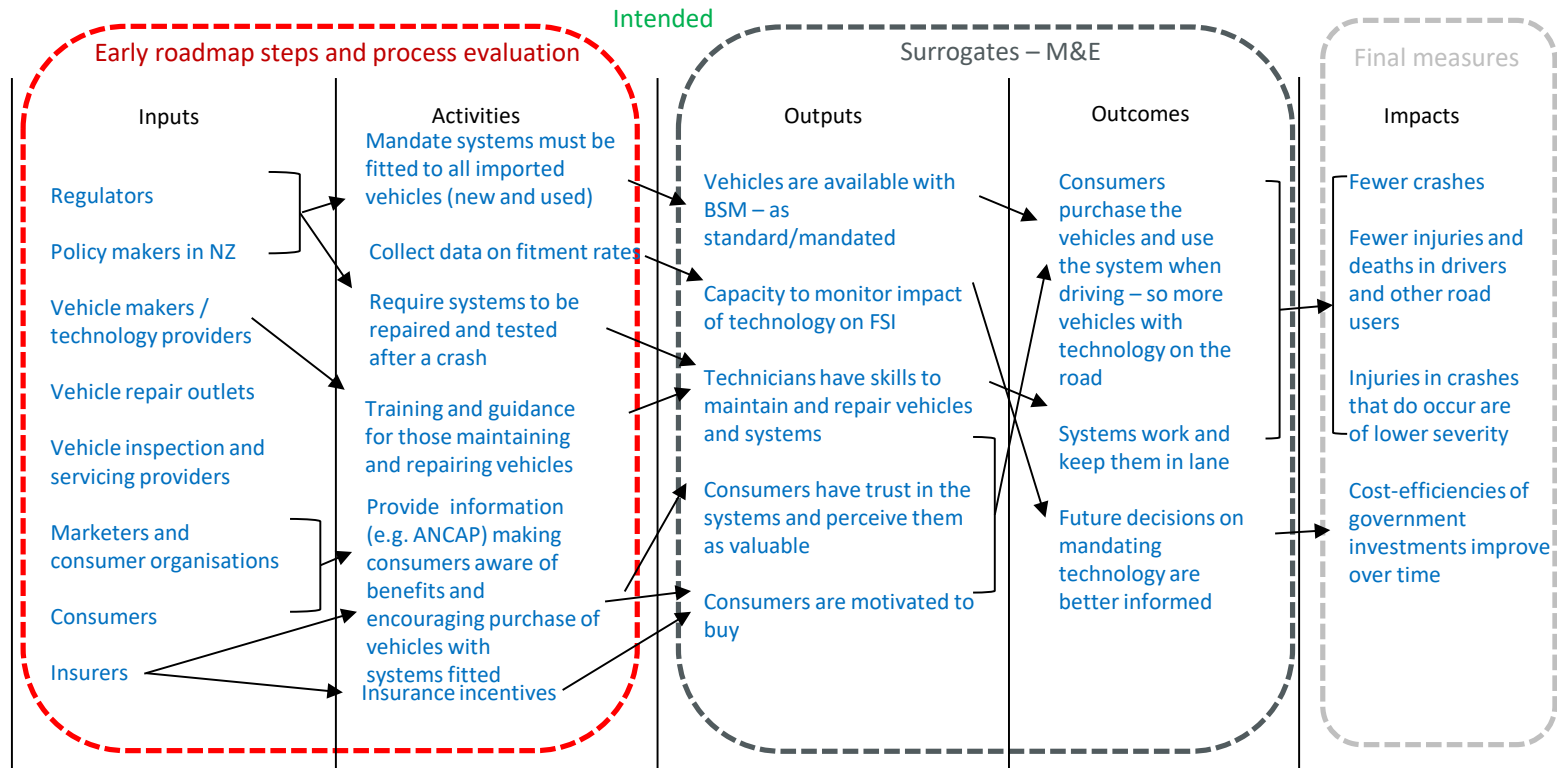 Intended
Early roadmap steps and process evaluation
Surrogates – M&E
Final measures
Inputs
Regulators
Policy makers in NZ
Vehicle makers /
technology providers
Vehicle repair outlets
Vehicle inspection and
servicing providers
Marketers and
consumer organisations
Consumers
Insurers
Activities
Mandate systems must be
fitted to all imported
vehicles (new and used)
Collect data on fitment rates
Require systems to be
repaired and tested
after a crash
Training and guidance
for those maintaining
and repairing vehicles
Provide information
(e.g. ANCAP) making
consumers aware of
benefits and
encouraging purchase of
vehicles with
systems fitted
Insurance incentives
Outputs
Vehicles are available with
BSM – as
standard/mandated
Capacity to monitor impact
of technology on FSI
Technicians have skills to
maintain and repair vehicles
and systems
Consumers have trust in the
systems and perceive them
as valuable
Consumers are motivated to
buy
Outcomes
Consumers
purchase the
vehicles and use
the system when
driving – so more
vehicles with
technology on the
road
Systems work and
keep them in lane
Future decisions on
mandating
technology are
better informed
Impacts
Fewer crashes
Fewer injuries and
deaths in drivers
and other road
users
Injuries in crashes
that do occur are
of lower severity
Cost-efficiencies of
government
investments improve
over time